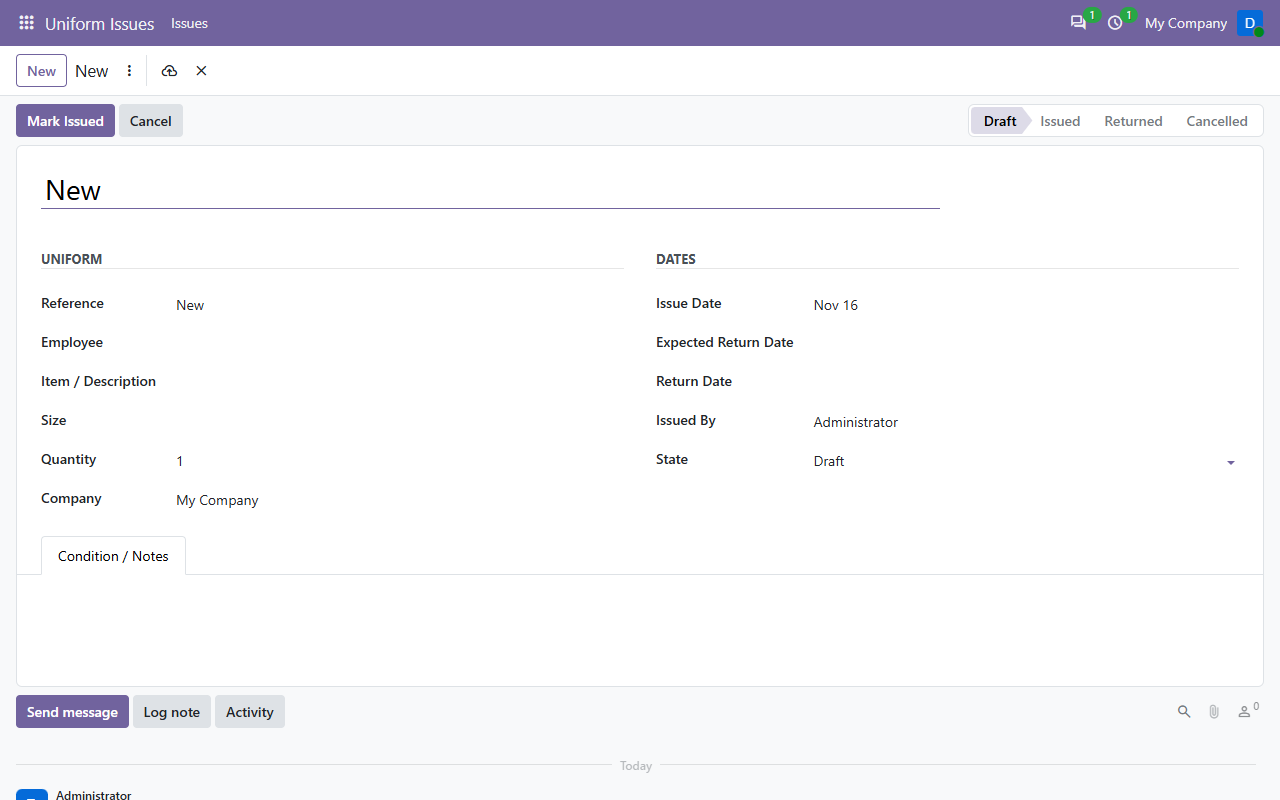 Uniform Issues Issues 1 1 My Company D
New New
Mark Issued Cancel Draft Issued Returned Cancelled
New
UNIFORM
Reference New
Employee
Item / Description
Size
Quantity 1
Company My Company
DATES
Issue Date Nov 16
Expected Return Date
Return Date
Issued By Administrator
State Draft
Condition / Notes
Send message Log note Activity 0
Today
Administrator